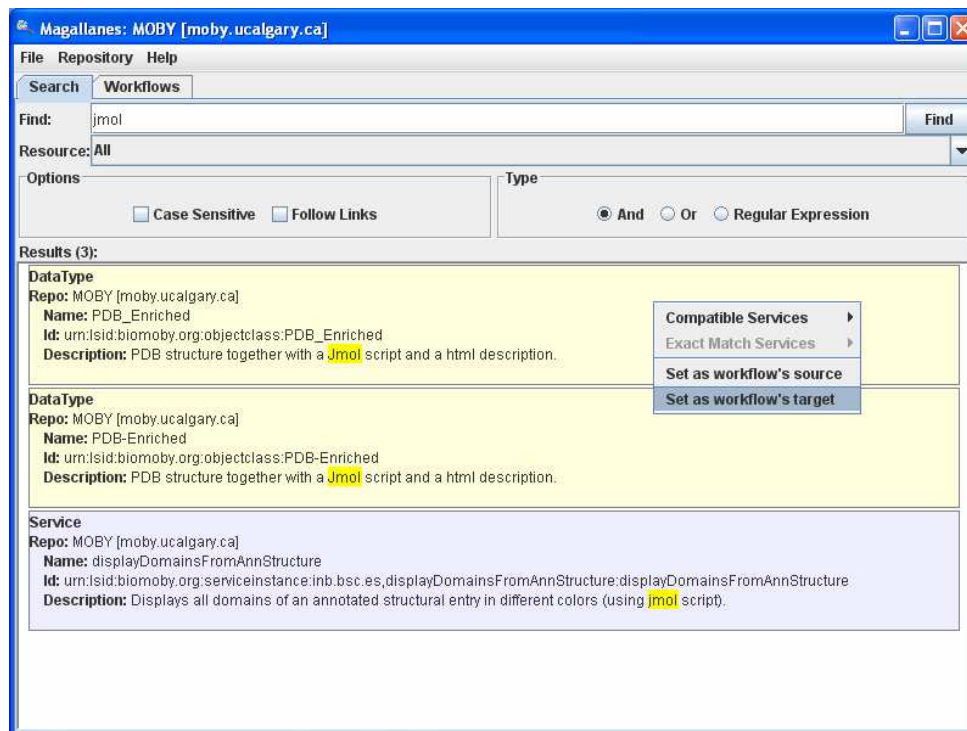 Magallanes: MOBY [moby.ucalgary.ca]
File Repository Help
Search Workflows
Find: jmol Find
Resource: All
Options Type
Case Sensitive Follow Links And Or Regular Expression
Results (3):
DataType
Repo: MOBY [moby.ucalgary.ca]
Name: PDB_Enriched
Id: urn:lsid:biomoby.org:objectclass:PDB_Enriched
Description: PDB structure together with a Jmol script and a html description.
Compatible Services
Exact Match Services
Set as workflow's source
Set as workflow's target
DataType
Repo: MOBY [moby.ucalgary.ca]
Name: PDB-Enriched
Id: urn:lsid:biomoby.org:objectclass:PDB-Enriched
Description: PDB structure together with a Jmol script and a html description.
Service
Repo: MOBY [moby.ucalgary.ca]
Name: displayDomainsFromAnnStructure
Id: urn:lsid:biomoby.org:serviceinstance:inb.bsc.es,displayDomainsFromAnnStructure:displayDomainsFromAnnStructure
Description: Displays all domains of an annotated structural entry in different colors (using jmol script).